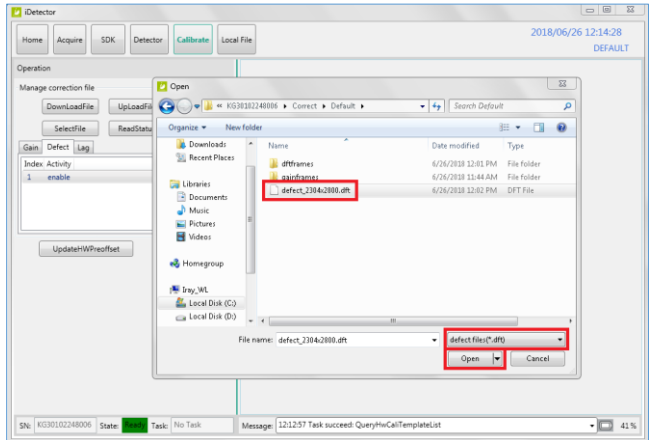 iDetector
Home Acquire SDK Detector Calibrate Local File
2018/06/26 12:14:28
DEFAULT
Operation
Manage correction file
DownLoadFile UpLoadFil
SelectFile ReadStatu
Gain Defect Lag
Index Activity
1 enable
UpdateHWPreoffset
Open
« KG30102248006 Correct Default
Search Default
Organize New folder
Downloads
Recent Places
Libraries
Documents
Music
Pictures
Videos
Homegroup
Iray_WL
Local Disk (C:)
Local Disk (D:)
Name Date modified Type
dftframes 6/26/2018 12:01 PM File folder
gainframes 6/26/2018 11:44 AM File folder
defect_2304x2800.dft 6/26/2018 12:02 PM DFT File
File name: defect_2304x2800.dft defect files(*.dft)
Open Cancel
SN: KG30102248006 State: Ready Task: No Task Message: 12:12:57 Task succeed: QueryHwCaliTemplateList 41%